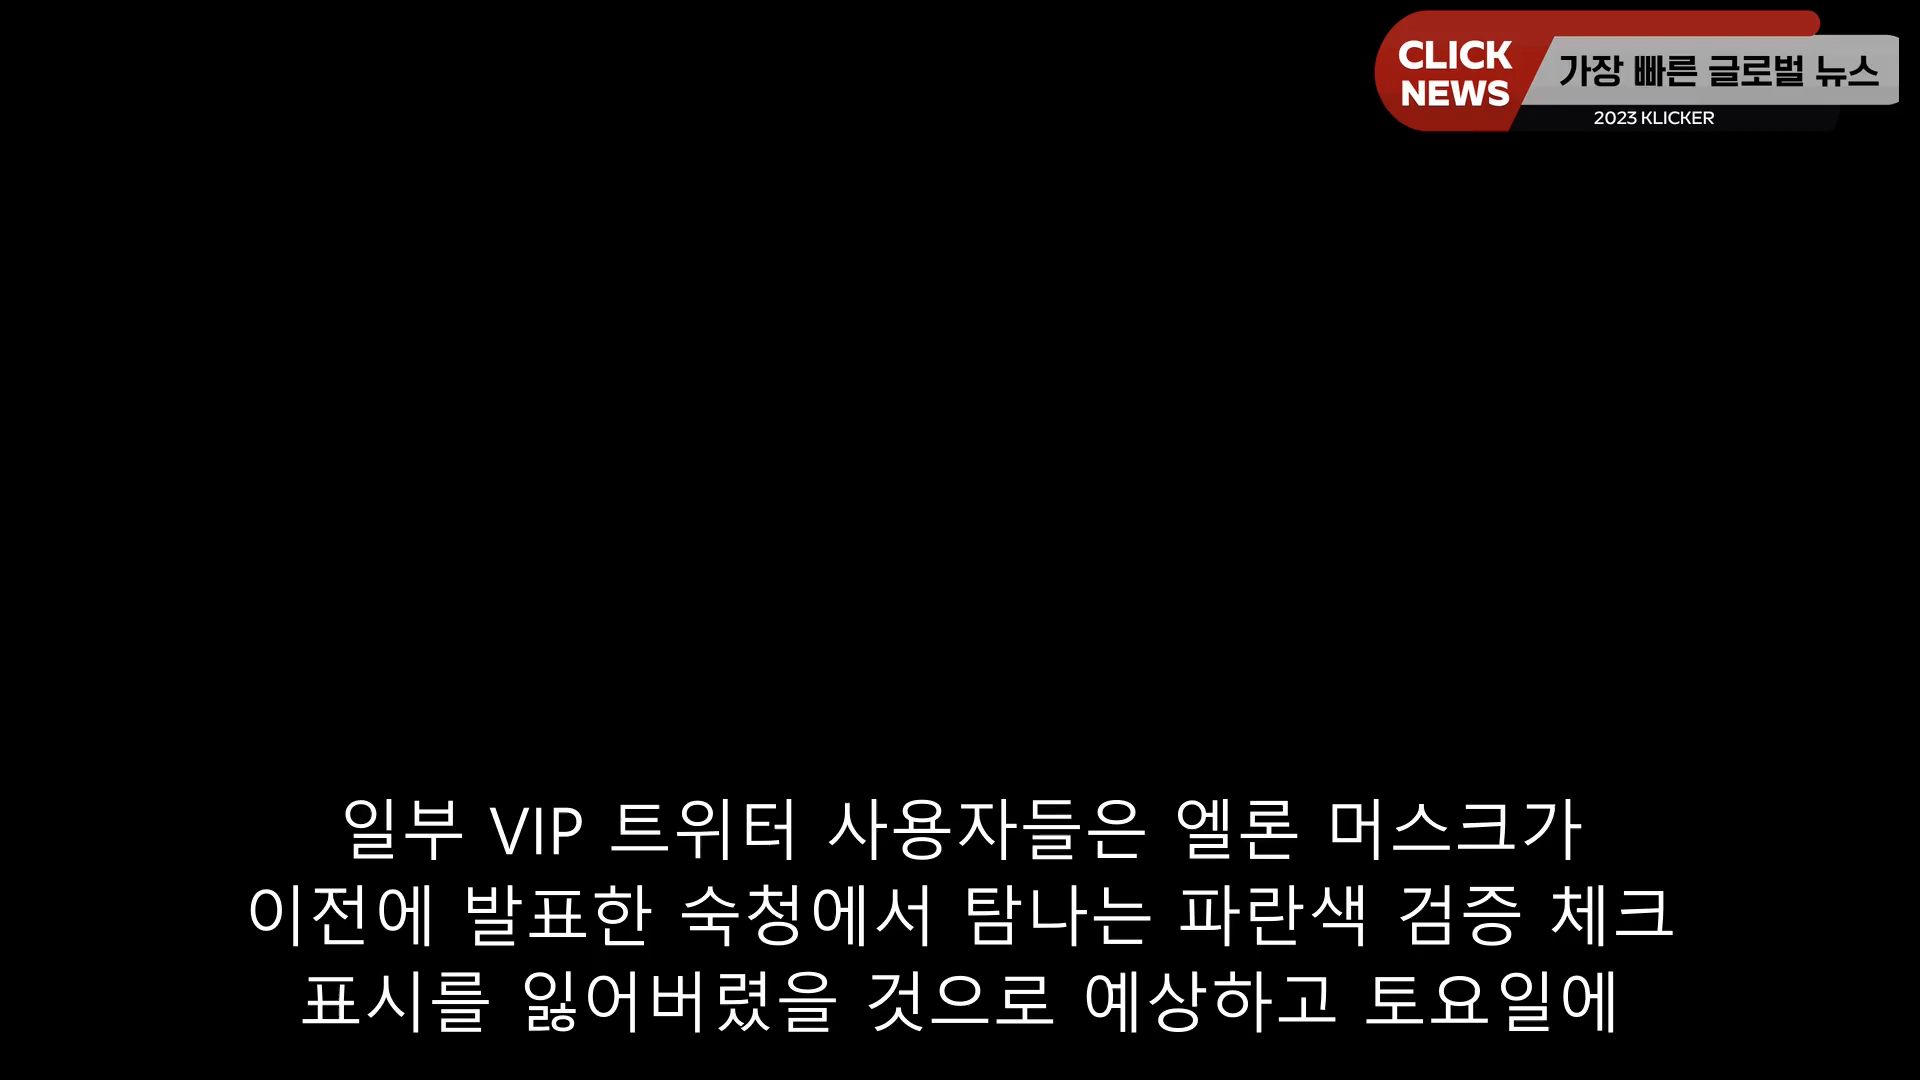 CLICK
NEWS
가장 빠른 글로벌 뉴스
2023 KLICKER
일부 VIP 트위터 사용자들은 엘론 머스크가
이전에 발표한 숙청에서 탐나는 파란색 검증 체크
표시를 잃어버렸을 것으로 예상하고 토요일에